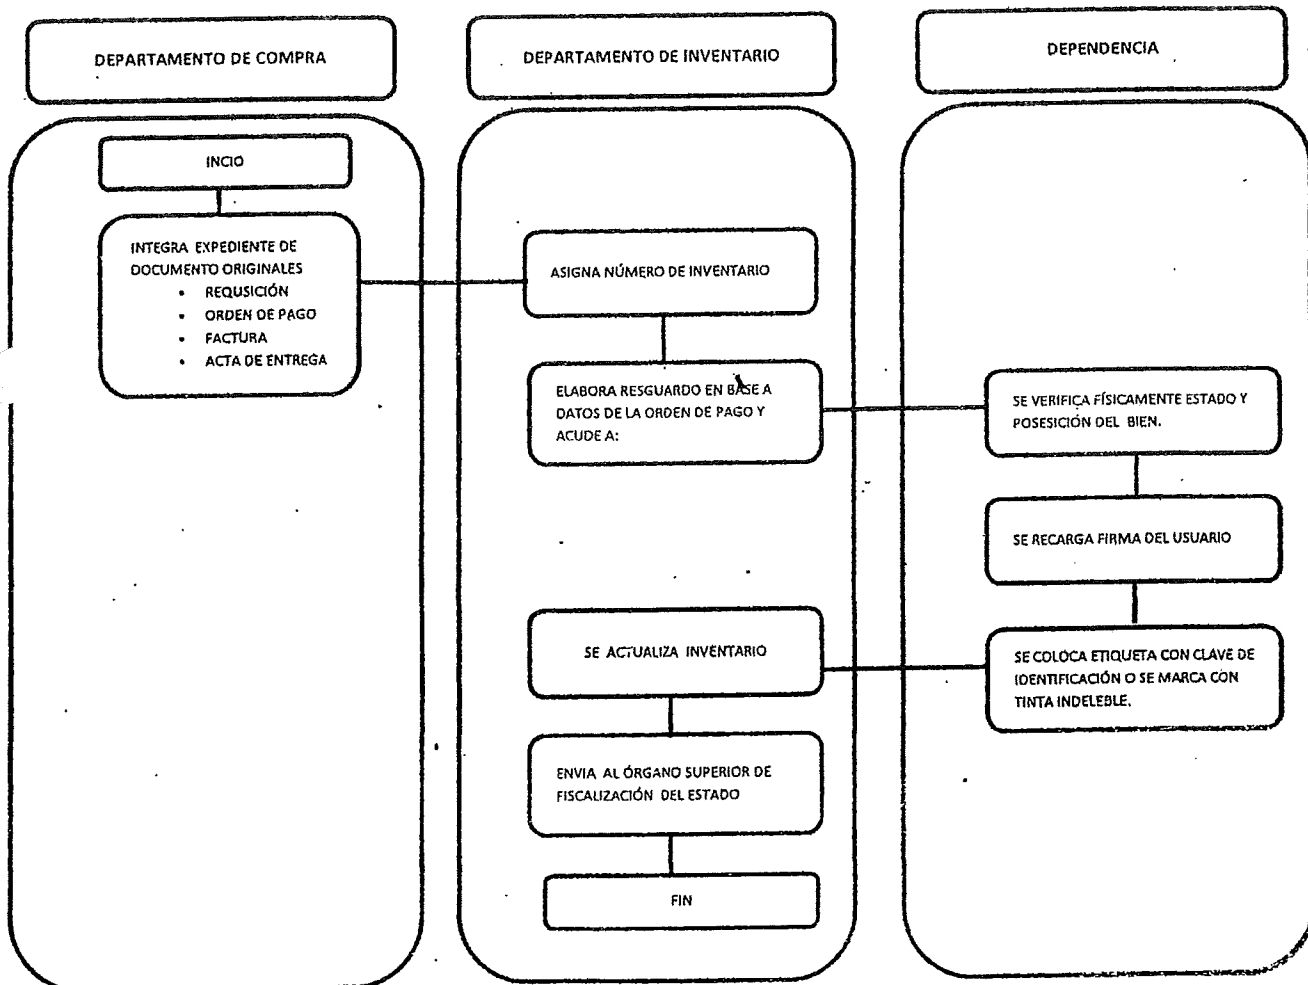 DEPARTAMENTO DE COMPRA
DEPARTAMENTO DE INVENTARIO
DEPENDENCIA
INCIO
INTEGRA EXPEDIENTE DE
DOCUMENTO ORIGINALES
• REQUSICIÓN
• ORDEN DE PAGO
• FACTURA
• ACTA DE ENTREGA
ASIGNA NÚMERO DE INVENTARIO
ELABORA RESGUARDO EN BASE A
DATOS DE LA ORDEN DE PAGO Y
ACUDE A:
SE VERIFICA FÍSICAMENTE ESTADO Y
POSESICIÓN DEL BIEN.
SE RECARGA FIRMA DEL USUARIO
SE COLOCA ETIQUETA CON CLAVE DE
IDENTIFICACIÓN O SE MARCA CON
TINTA INDELEBLE.
SE ACTUALIZA INVENTARIO
ENVIA AL ÓRGANO SUPERIOR DE
FISCALIZACIÓN DEL ESTADO
FIN